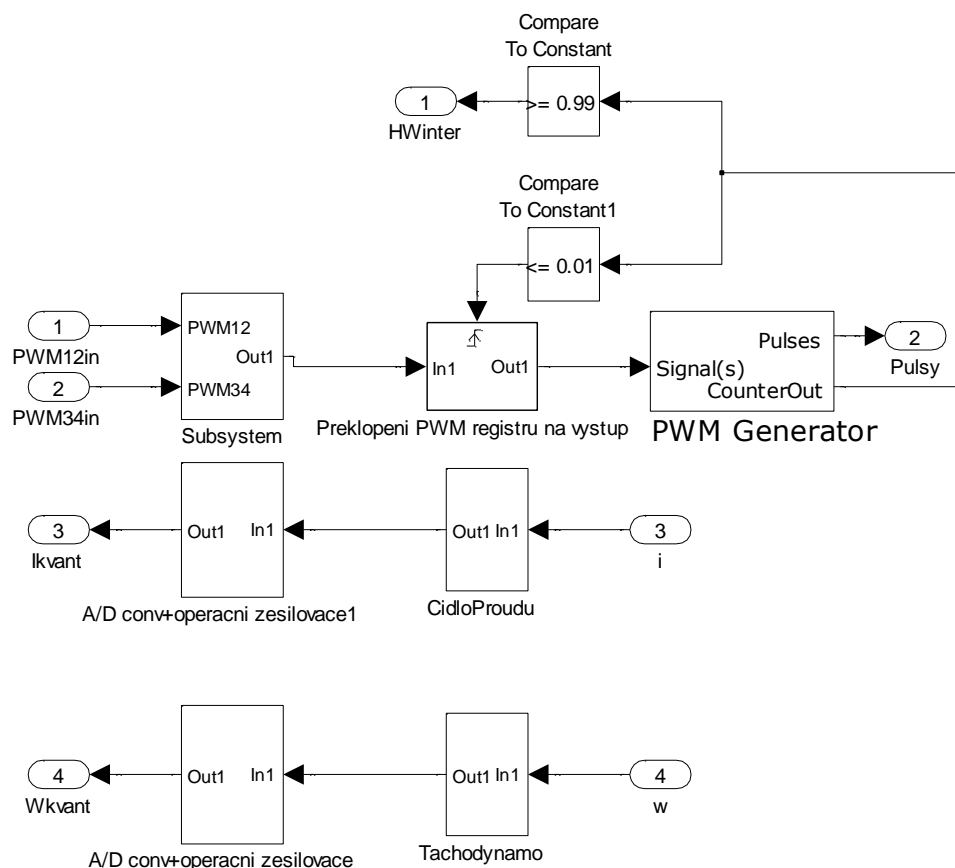 Compare
To Constant
1
>= 0.99
HWinter
Compare
To Constant1
<= 0.01
1
PWM12in
2
PWM34in
PWM12
Out1
PWM34
Subsystem
In1
Out1
Preklopeni PWM registru na vystup
Pulses
Signal(s)
CounterOut
PWM Generator
2
Pulsy
3
Ikvant
Out1
In1
A/D conv+operacni zesilovace1
Out1
In1
CidloProudu
3
i
4
Wkvant
Out1
In1
A/D conv+operacni zesilovace
Out1
In1
Tachodynamo
4
w